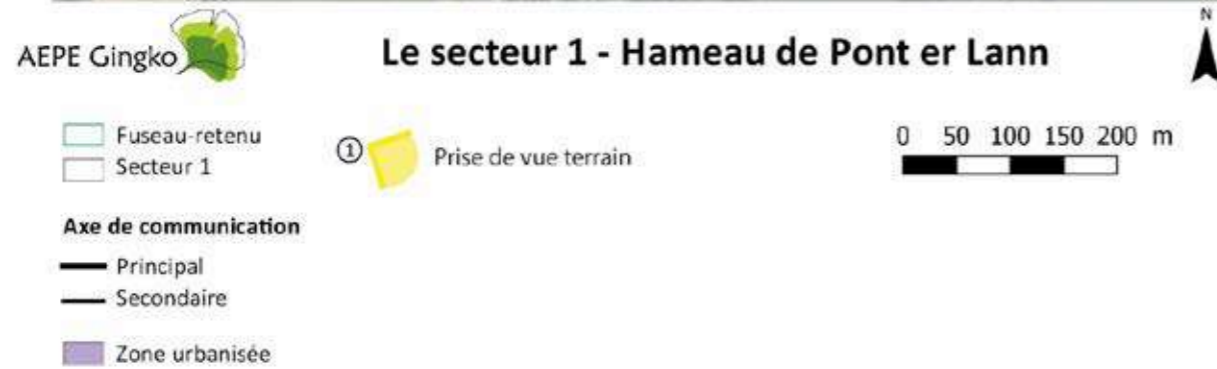 N
AEPE Gingko
Le secteur 1 - Hameau de Pont er Lann
Fuseau-retenu
Secteur 1
1
Prise de vue terrain
0 50 100 150 200 m
Axe de communication
Principal
Secondaire
Zone urbanisée